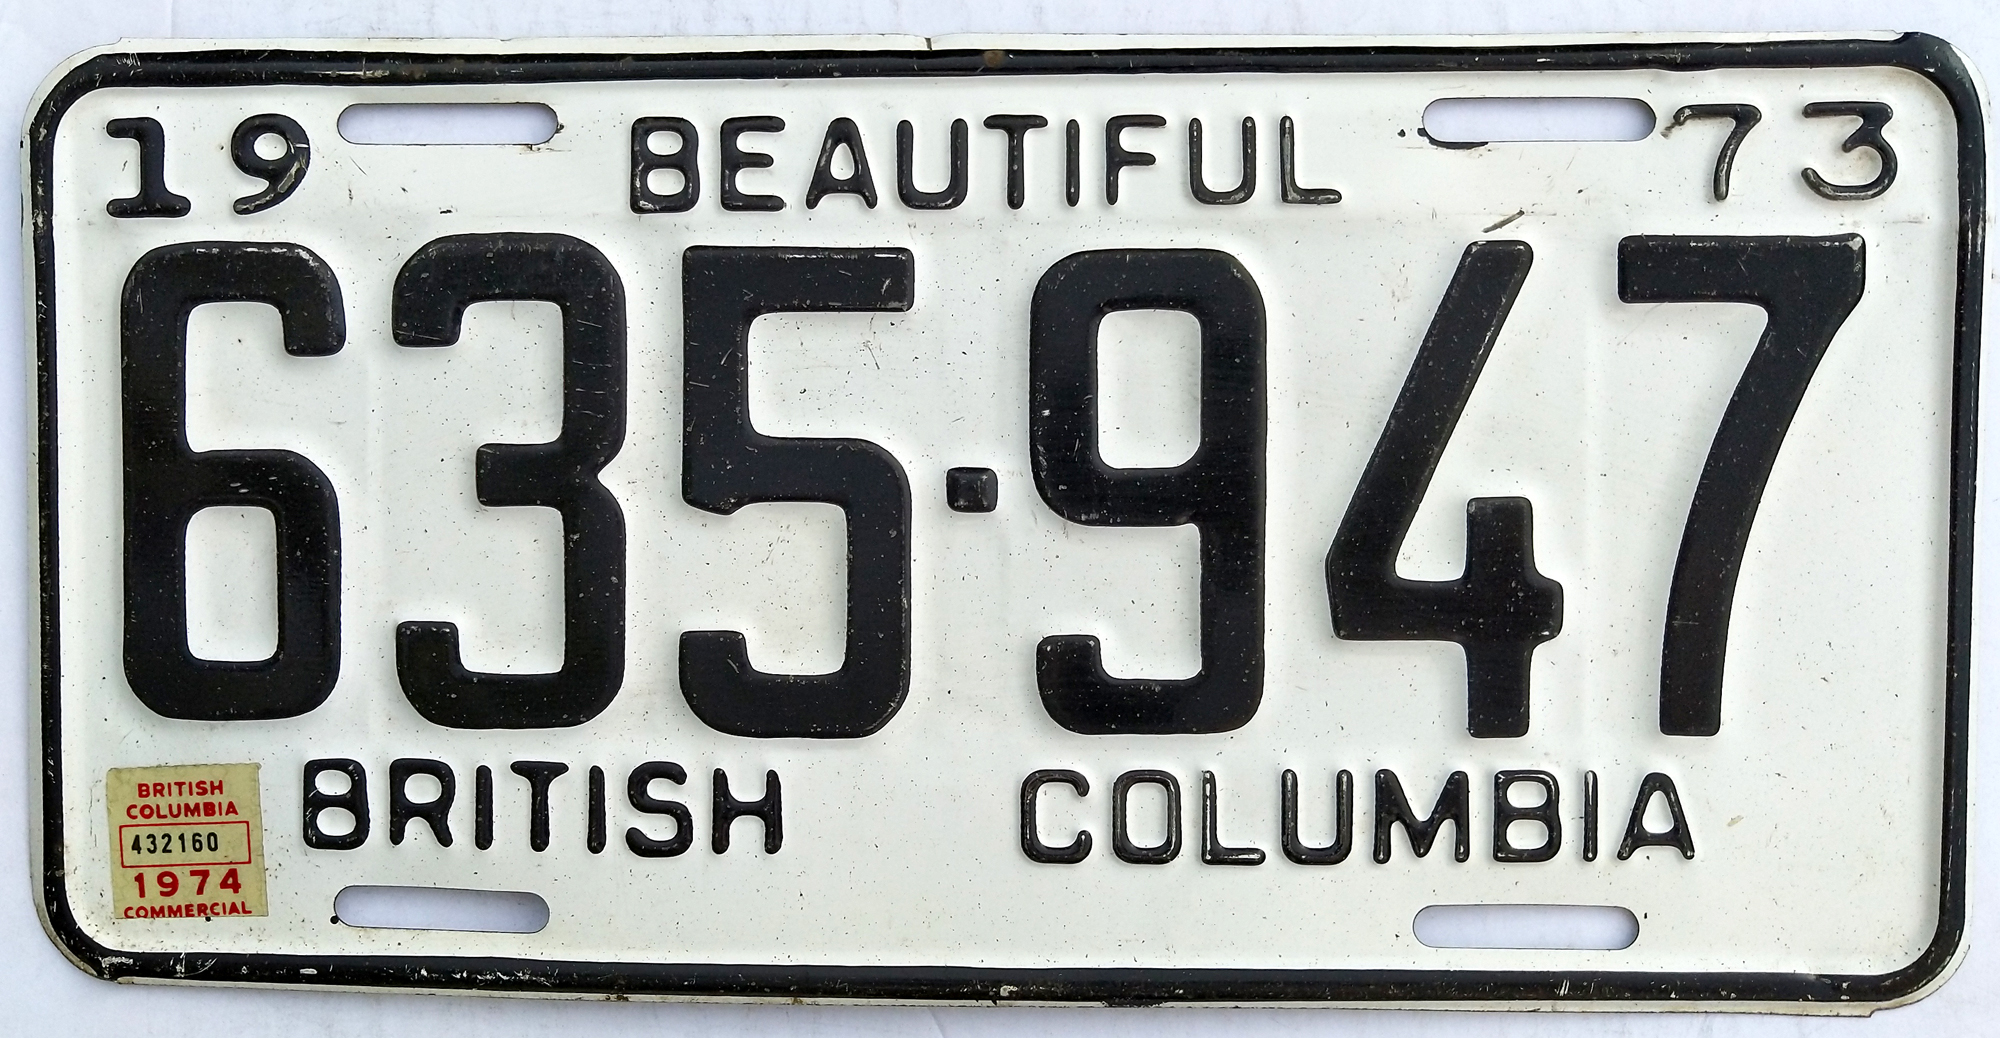 19 BEAUTIFUL 73
635-947
BRITISH COLUMBIA
BRITISH
COLUMBIA
432160
1974
COMMERCIAL